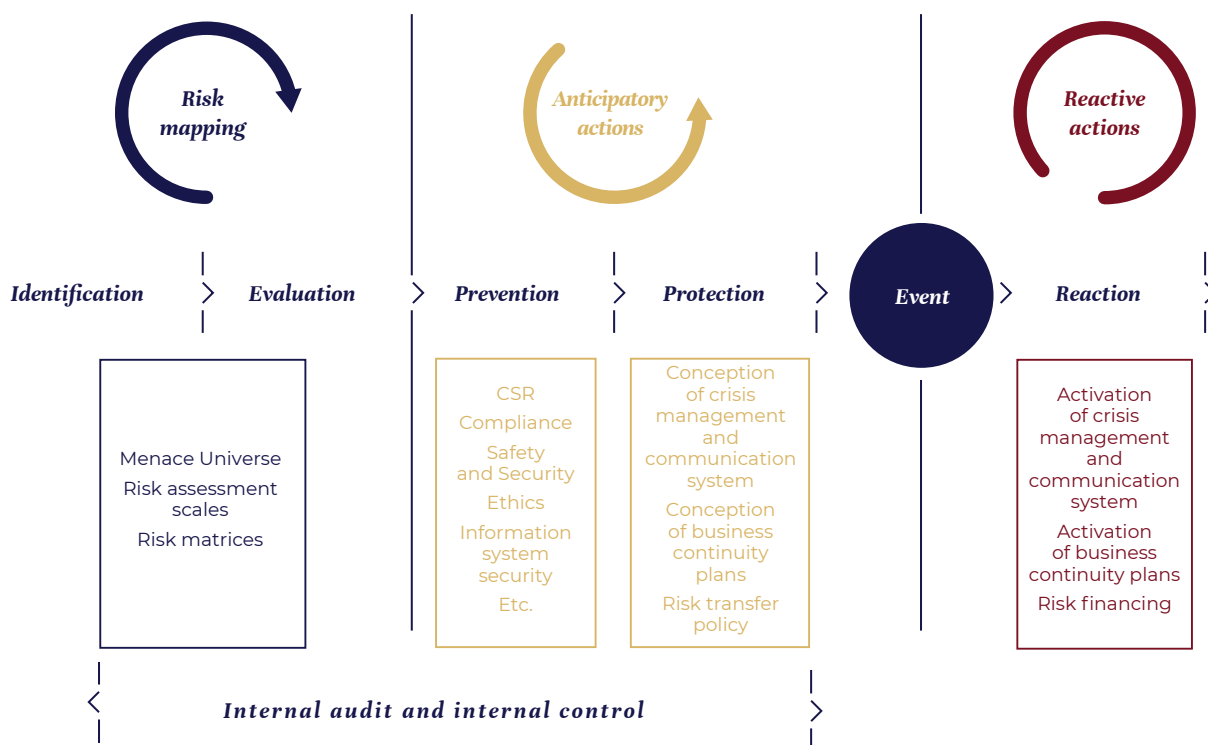 Risk
mapping
Anticipatory
actions
Reactive
actions
Identification
Evaluation
Prevention
Protection
Event
Reaction
Menace Universe
Risk assessment
scales
Risk matrices
CSR
Compliance
Safety
and Security
Ethics
Information
system
security
Etc.
Conception
of crisis
management
and
communication
system
Conception
of business
continuity
plans
Risk transfer
policy
Activation
of crisis
management
and
communication
system
Activation
of business
continuity plans
Risk financing
Internal audit and internal control